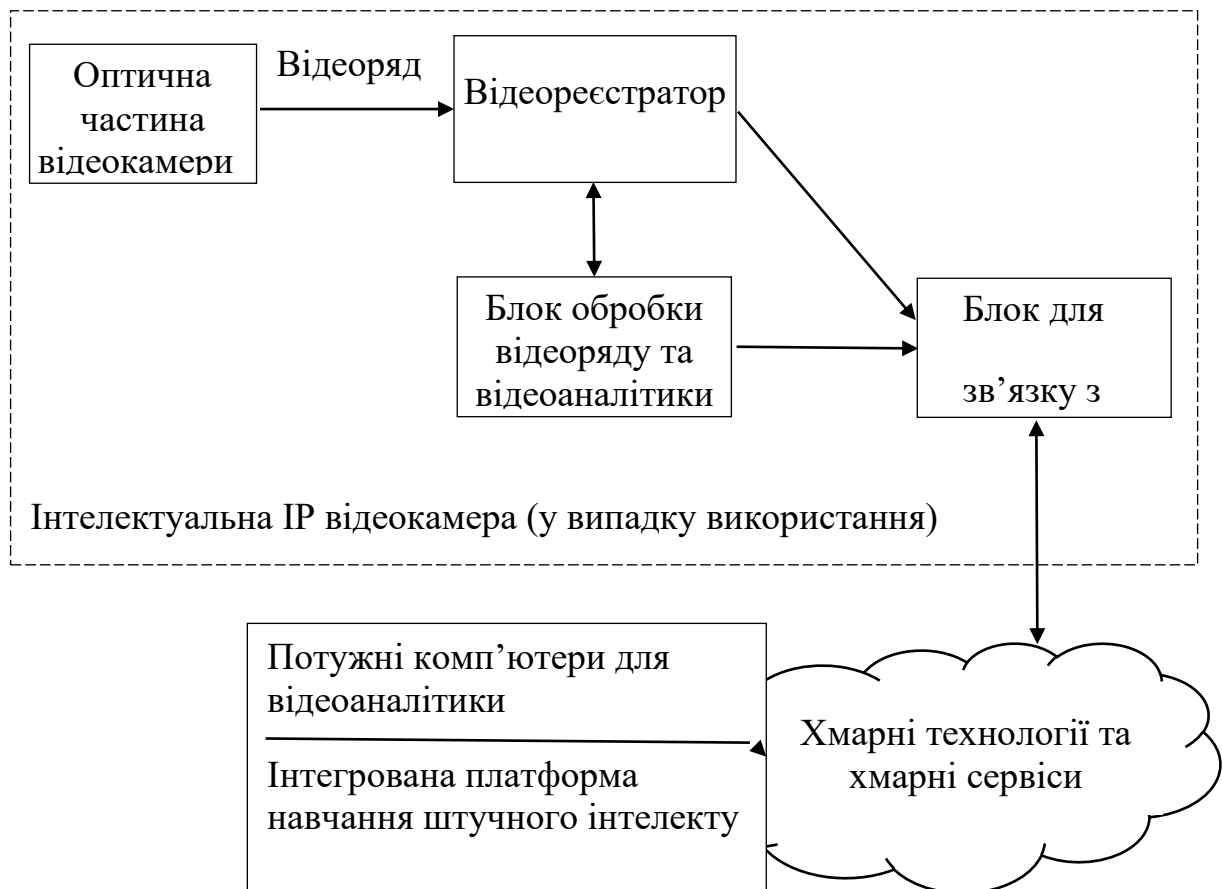 Оптична
частина
відеокамери
Відеоряд
Відеореєстратор
Блок обробки
відеоряду та
відеоаналітики
Блок для
зв’язку з
Інтелектуальна IP відеокамера (у випадку використання)
Потужні комп’ютери для
відеоаналітики
Інтегрована платформа
навчання штучного інтелекту
Хмарні технології та
хмарні сервіси